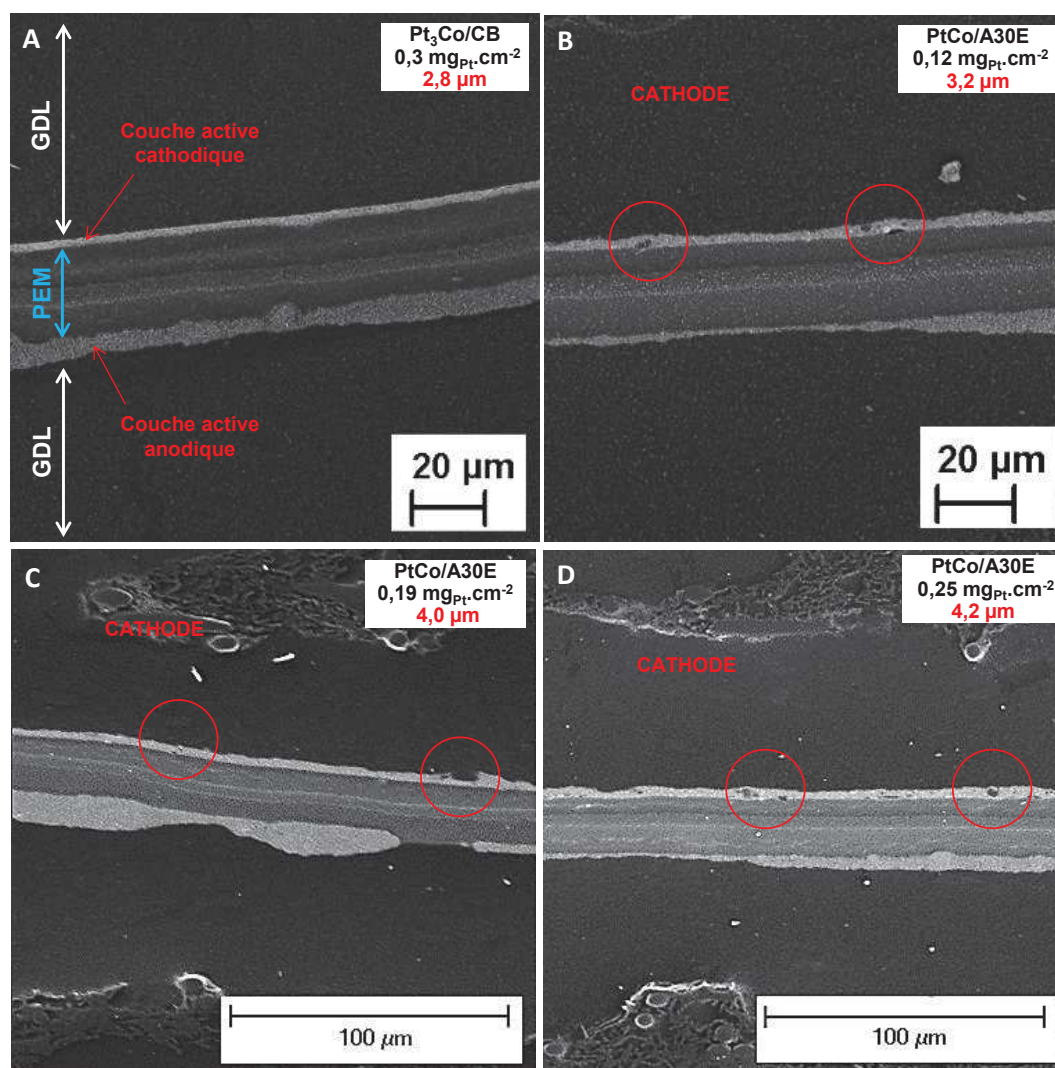 A
Pt₃Co/CB
0,3 mgPt.cm⁻²
2,8 µm
GDL
Couche active
cathodique
PEM
Couche active
anodique
GDL
20 µm
B
PtCo/A30E
0,12 mgPt.cm⁻²
3,2 µm
CATHODE
20 µm
C
PtCo/A30E
0,19 mgPt.cm⁻²
4,0 µm
CATHODE
100 µm
D
PtCo/A30E
0,25 mgPt.cm⁻²
4,2 µm
CATHODE
100 µm